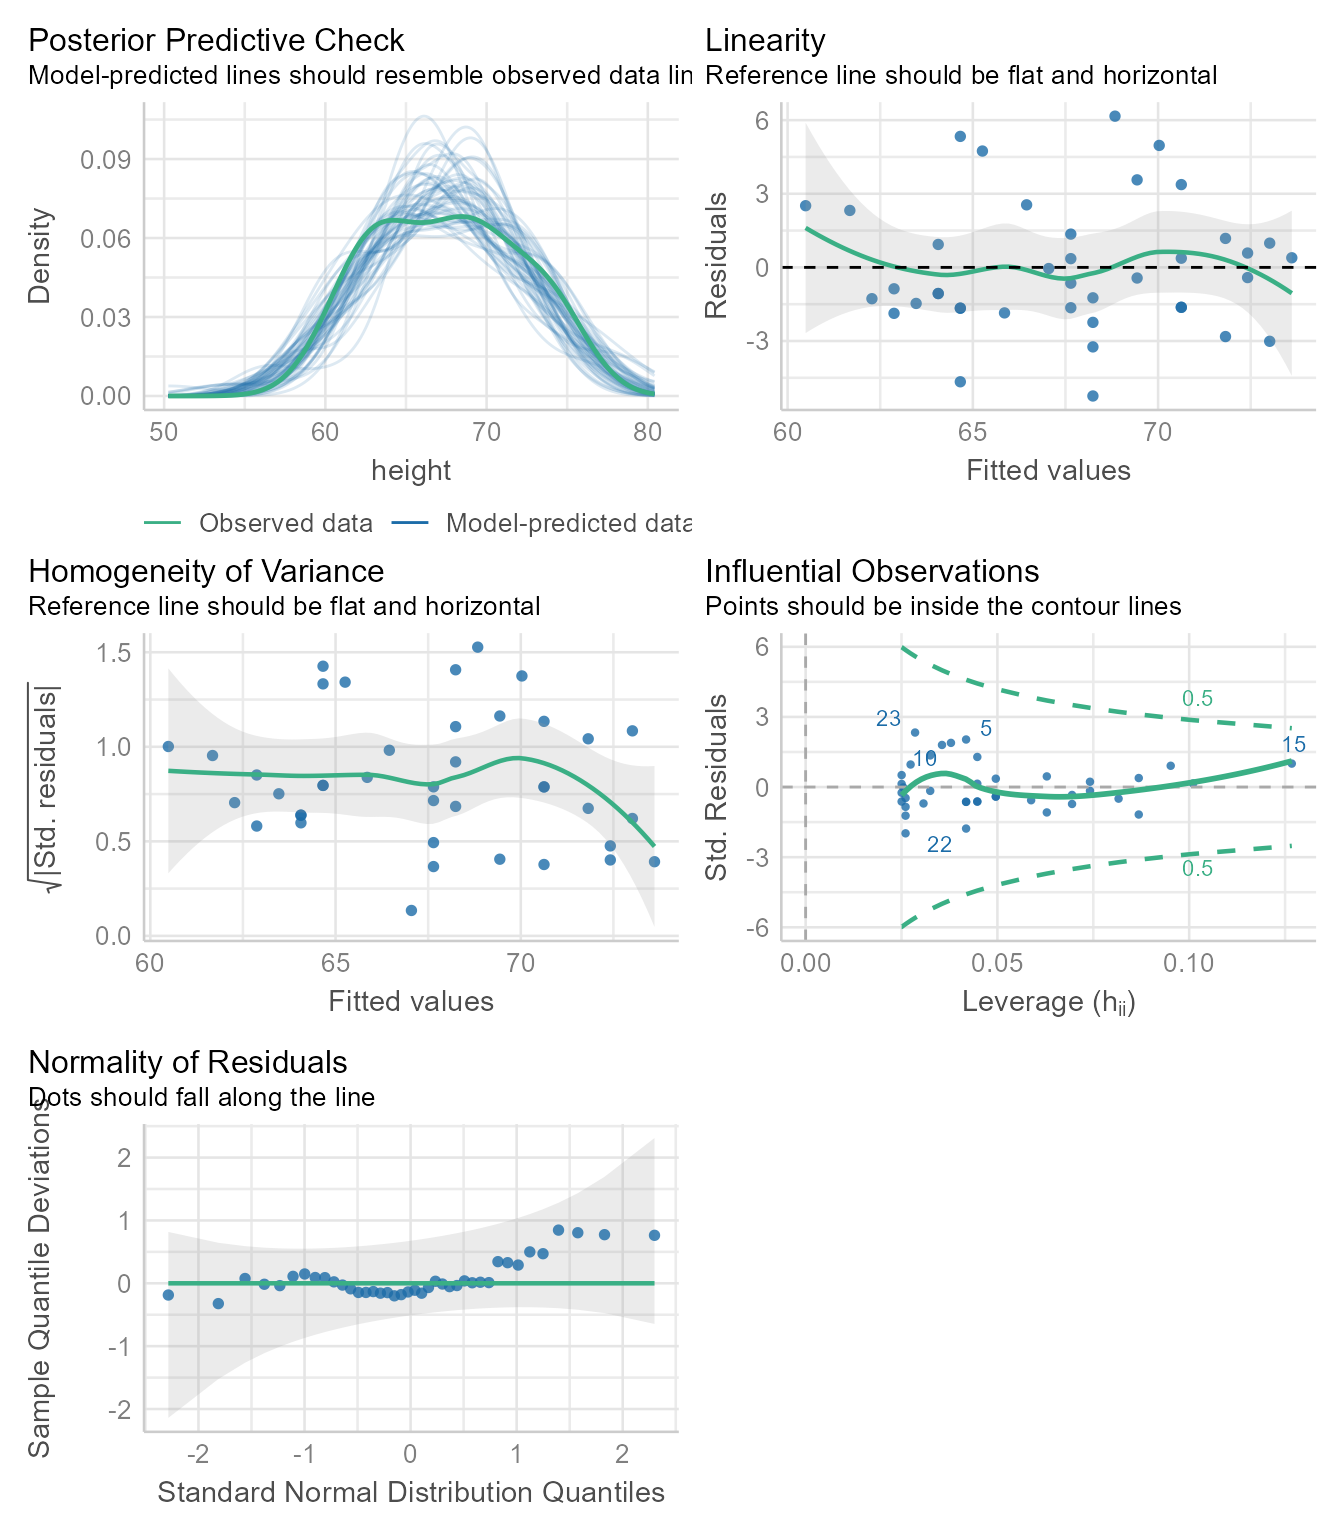 Posterior Predictive Check
Model-predicted lines should resemble observed data lin
0.09
0.06
0.03
0.00
Density
50
60
70
80
height
Observed data
Model-predicted data
Linearity
Reference line should be flat and horizontal
6
3
0
-3
Residuals
60
65
70
Fitted values
Homogeneity of Variance
Reference line should be flat and horizontal
1.5
1.0
0.5
0.0
√|Std. residuals|
60
65
70
Fitted values
Influential Observations
Points should be inside the contour lines
6
3
0
-3
-6
Std. Residuals
0.5
23
5
10
15
22
0.5
0.00
0.05
0.10
Leverage (hii)
Normality of Residuals
Dots should fall along the line
2
1
0
-1
-2
Sample Quantile Deviations
-2
-1
0
1
2
Standard Normal Distribution Quantiles